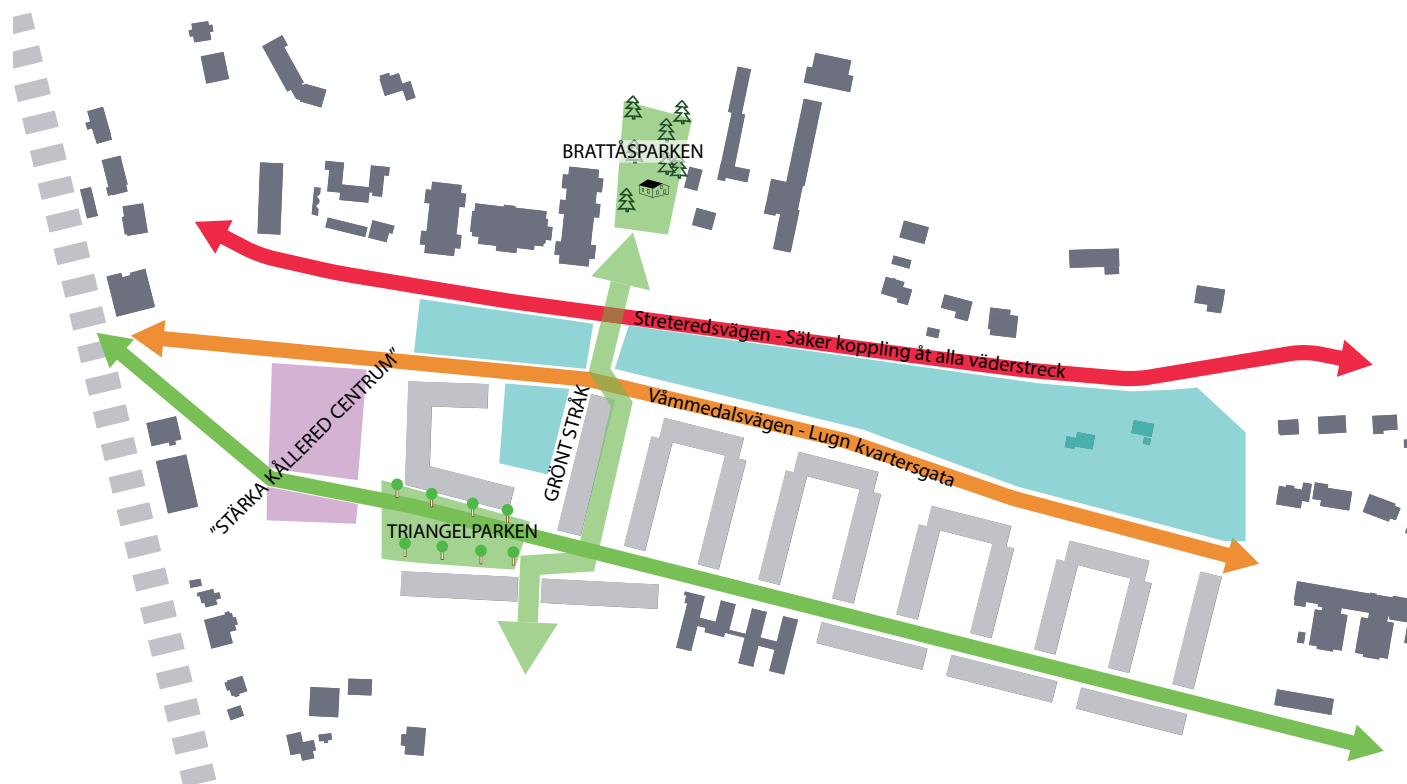 BRATTÅSPARKEN
Streteredsvägen - Säker koppling åt alla väderstreck
Våmmedalsvägen - Lugn kvartersgata
"STÄRKA KÅLLERED CENTRUM"
GRÖNT STRÅK
TRIANGELPARKEN